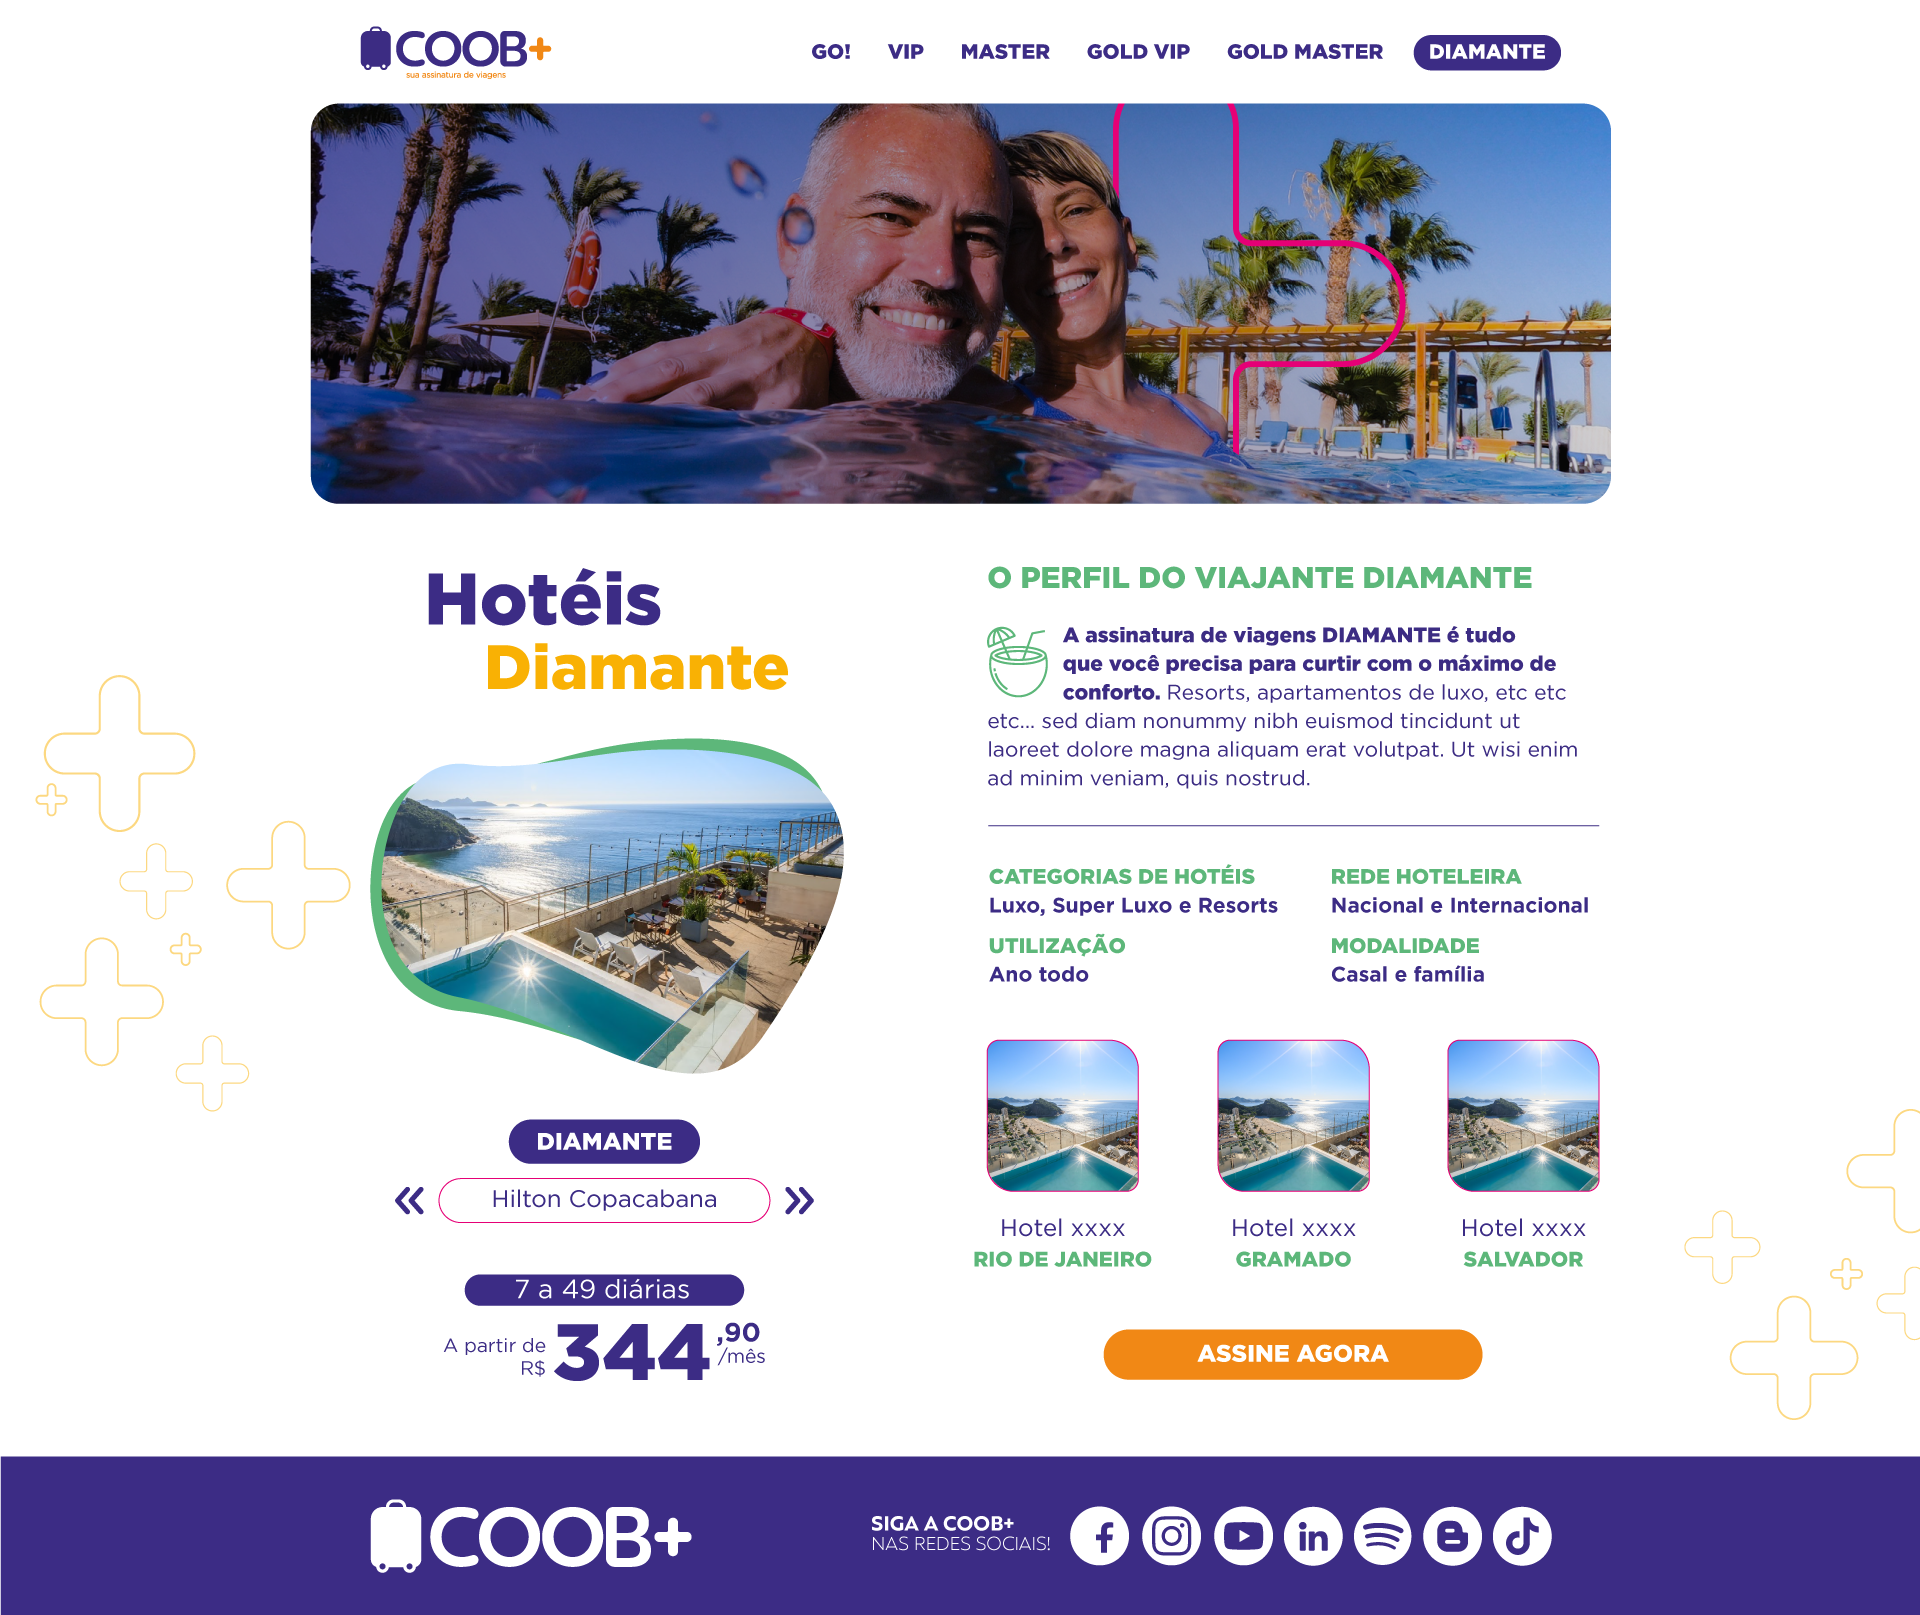 COOB+
sua assinatura de viagens
GO!
VIP
MASTER
GOLD VIP
GOLD MASTER
DIAMANTE
Hotéis
Diamante
DIAMANTE
Hilton Copacabana
7 a 49 diárias
A partir de
R$
344
,90
/mês
O PERFIL DO VIAJANTE DIAMANTE
A assinatura de viagens DIAMANTE é tudo
que você precisa para curtir com o máximo de
conforto. Resorts, apartamentos de luxo, etc etc
etc... sed diam nonummy nibh euismod tincidunt ut
laoreet dolore magna aliquam erat volutpat. Ut wisi enim
ad minim veniam, quis nostrud.
CATEGORIAS DE HOTÉIS
Luxo, Super Luxo e Resorts
REDE HOTELEIRA
Nacional e Internacional
UTILIZAÇÃO
Ano todo
MODALIDADE
Casal e família
Hotel xxxx
RIO DE JANEIRO
Hotel xxxx
GRAMADO
Hotel xxxx
SALVADOR
ASSINE AGORA
COOB+
SIGA A COOB+
NAS REDES SOCIAIS!